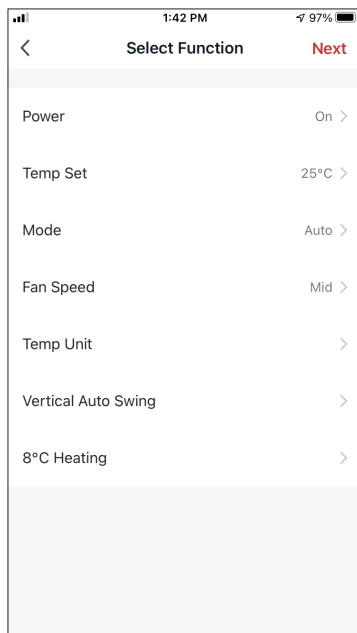 1:42 PM 97%
Select Function Next
Power On
Temp Set 25°C
Mode Auto
Fan Speed Mid
Temp Unit
Vertical Auto Swing
8°C Heating